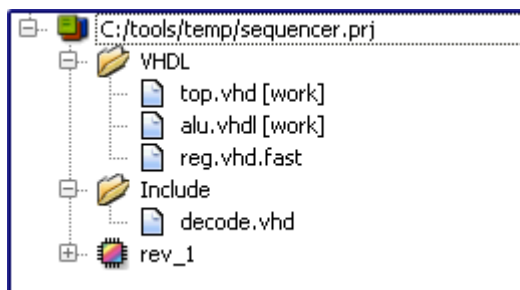 C:/tools/temp/sequencer.prj
VHDL
top.vhd [work]
alu.vhdl [work]
reg.vhd.fast
Include
decode.vhd
rev_1